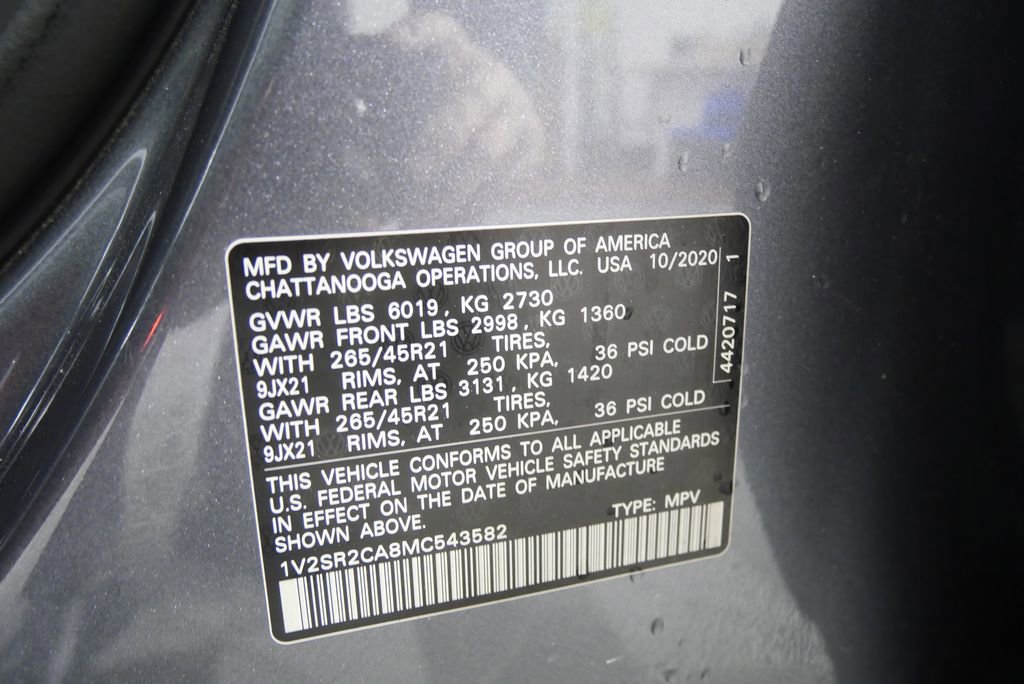 MFD BY VOLKSWAGEN GROUP OF AMERICA
CHATTANOOGA OPERATIONS, LLC. USA 10/2020
GVWR LBS 6019, KG 2730
GAWR FRONT LBS 2998, KG 1360
WITH 265/45R21 TIRES,
9JX21 RIMS, AT 250 KPA, 36 PSI COLD
GAWR REAR LBS 3131, KG 1420
WITH 265/45R21 TIRES,
9JX21 RIMS, AT 250 KPA, 36 PSI COLD
4420717 1
THIS VEHICLE CONFORMS TO ALL APPLICABLE
U.S. FEDERAL MOTOR VEHICLE SAFETY STANDARDS
IN EFFECT ON THE DATE OF MANUFACTURE
SHOWN ABOVE.
1V2SR2CA8MC543582 TYPE: MPV